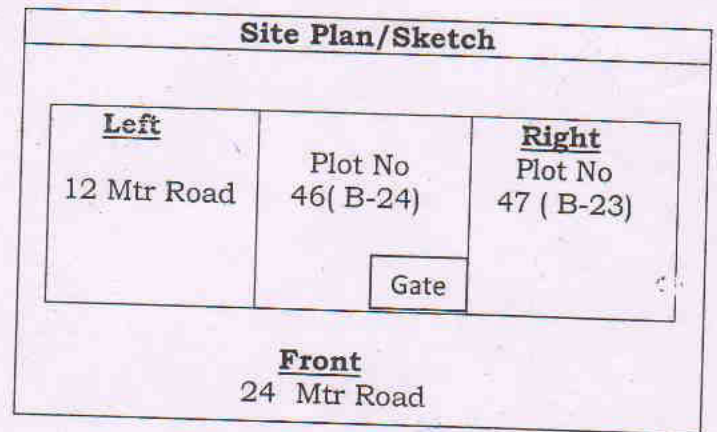 Site Plan/Sketch
Left
12 Mtr Road
Plot No
46( B-24)
Gate
Right
Plot No
47 ( B-23)
Front
24 Mtr Road